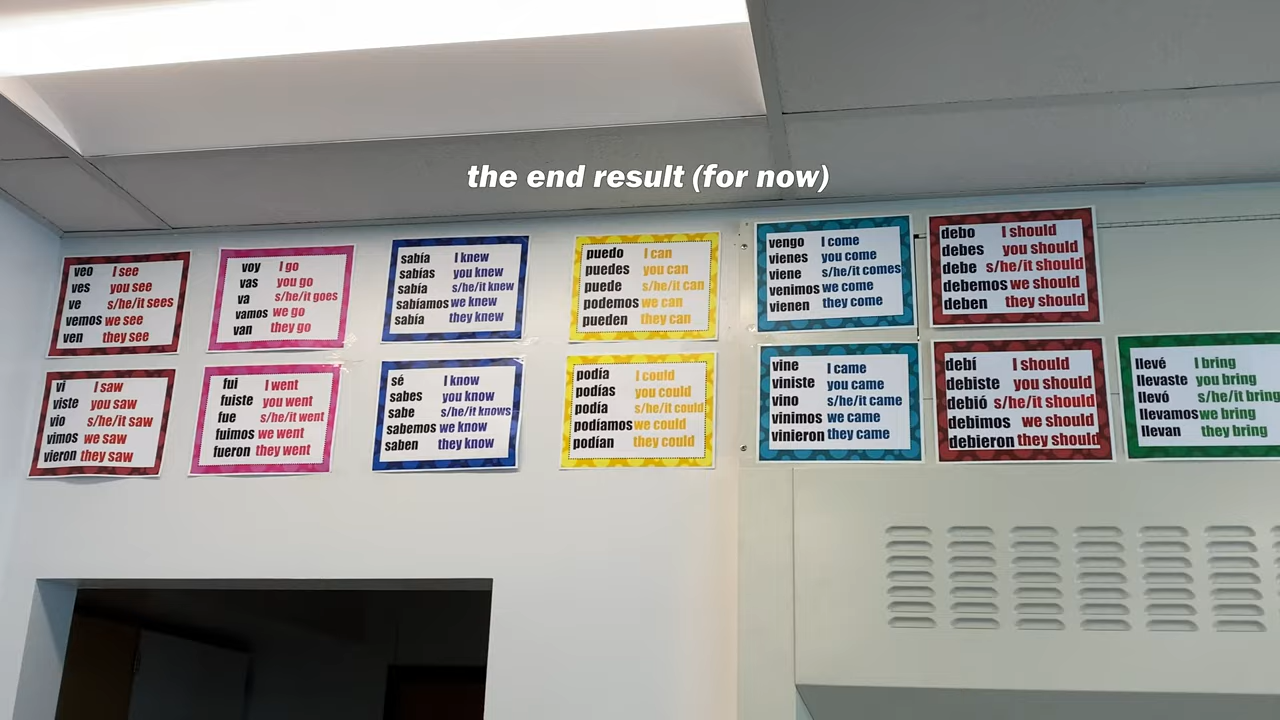 the end result (for now)
veo I see
ves you see
ve s/he/it sees
vemos we see
ven they see
voy I go
vas you go
va s/he/it goes
vamos we go
van they go
sabía I knew
sabías you knew
sabía s/he/it knew
sabíamos we knew
sabía they knew
puedo I can
puedes you can
puede s/he/it can
podemos we can
pueden they can
vengo I come
vienes you come
viene s/he/it comes
venimos we come
vienen they come
debo I should
debes you should
debe s/he/it should
debemos we should
deben they should
vi I saw
viste you saw
vio s/he/it saw
vimos we saw
vieron they saw
fui I went
fuiste you went
fue s/he/it went
fuimos we went
fueron they went
sé I know
sabes you know
sabe s/he/it knows
sabemos we know
saben they know
podía I could
podías you could
podía s/he/it could
podíamos we could
podían they could
vine I came
viniste you came
vino s/he/it came
vinimos we came
vinieron they came
debí I should
debiste you should
debió s/he/it should
debimos we should
debieron they should
llevé I bring
llevaste you bring
llevó s/he/it bring
llevamos we bring
llevan they bring